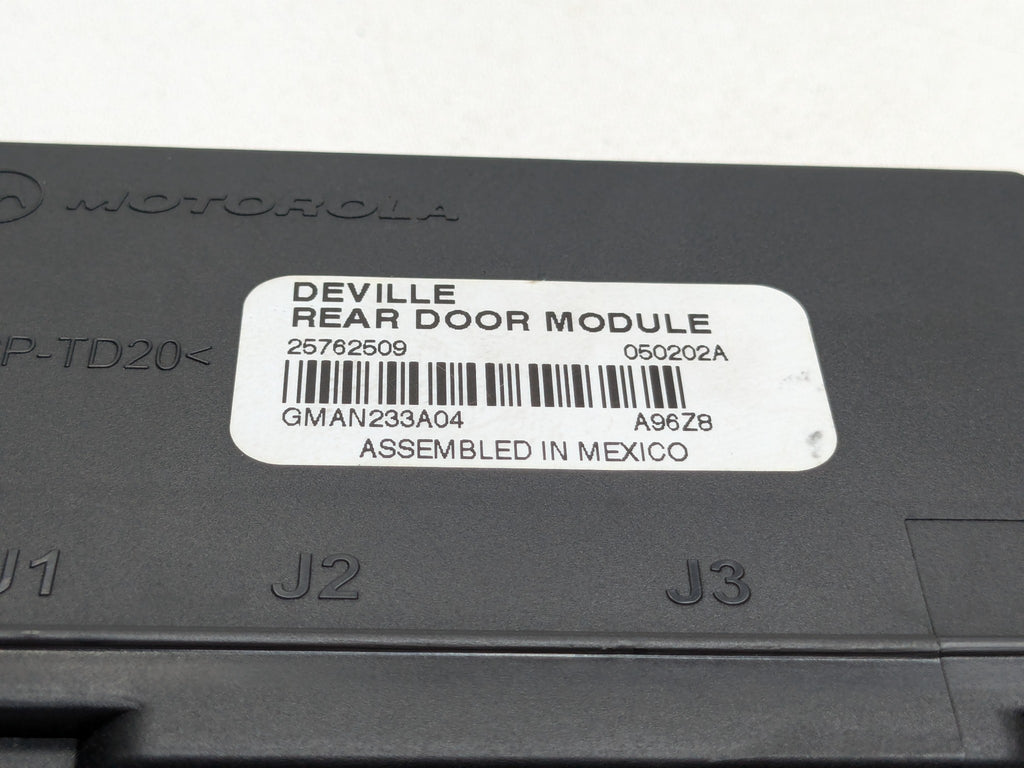 MOTOROLA
DEVILLE
REAR DOOR MODULE
P-TD20<
25762509 050202A
GMAN233A04 A96Z8
ASSEMBLED IN MEXICO
J1 J2 J3